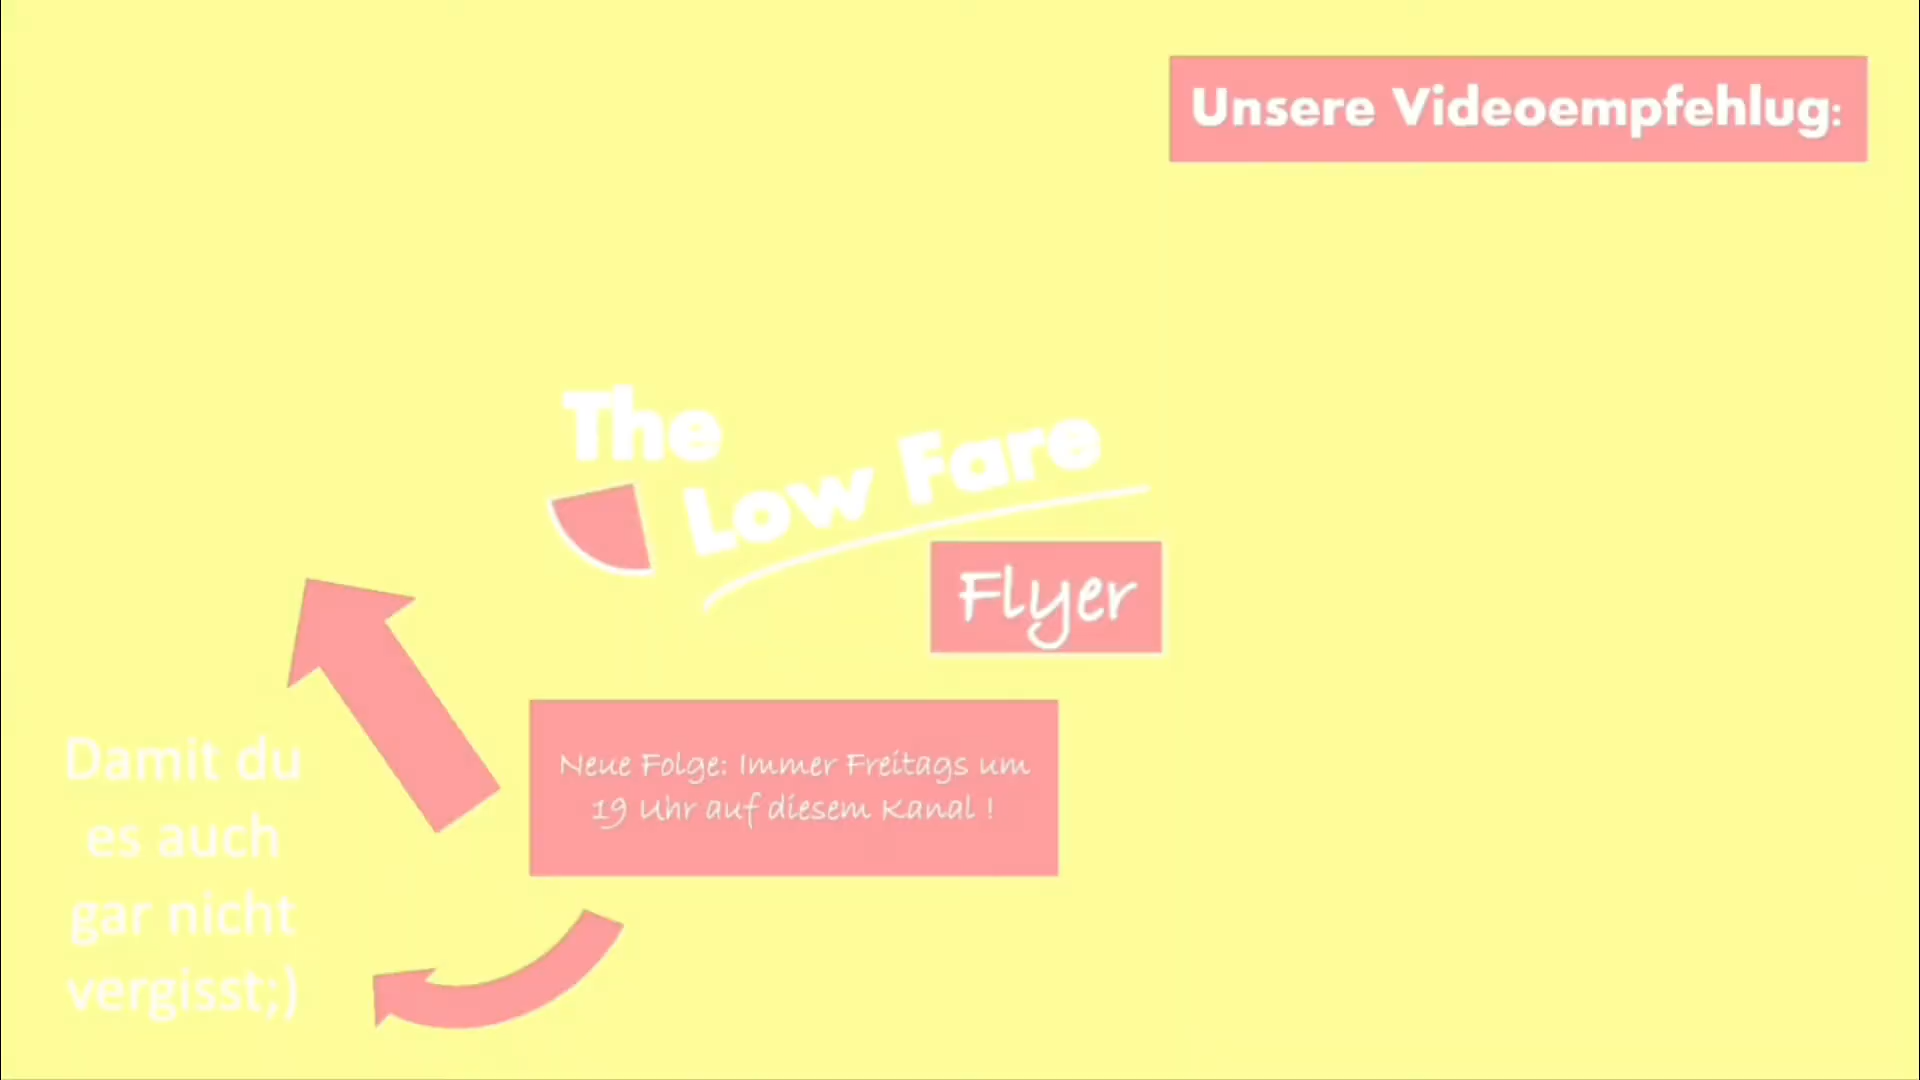 Unsere Videoempfehlug:
The
Low Fare
Flyer
Neue Folge: Immer Freitags um
19 Uhr auf diesem Kanal !
Damit du
es auch
gar nicht
vergisst;)